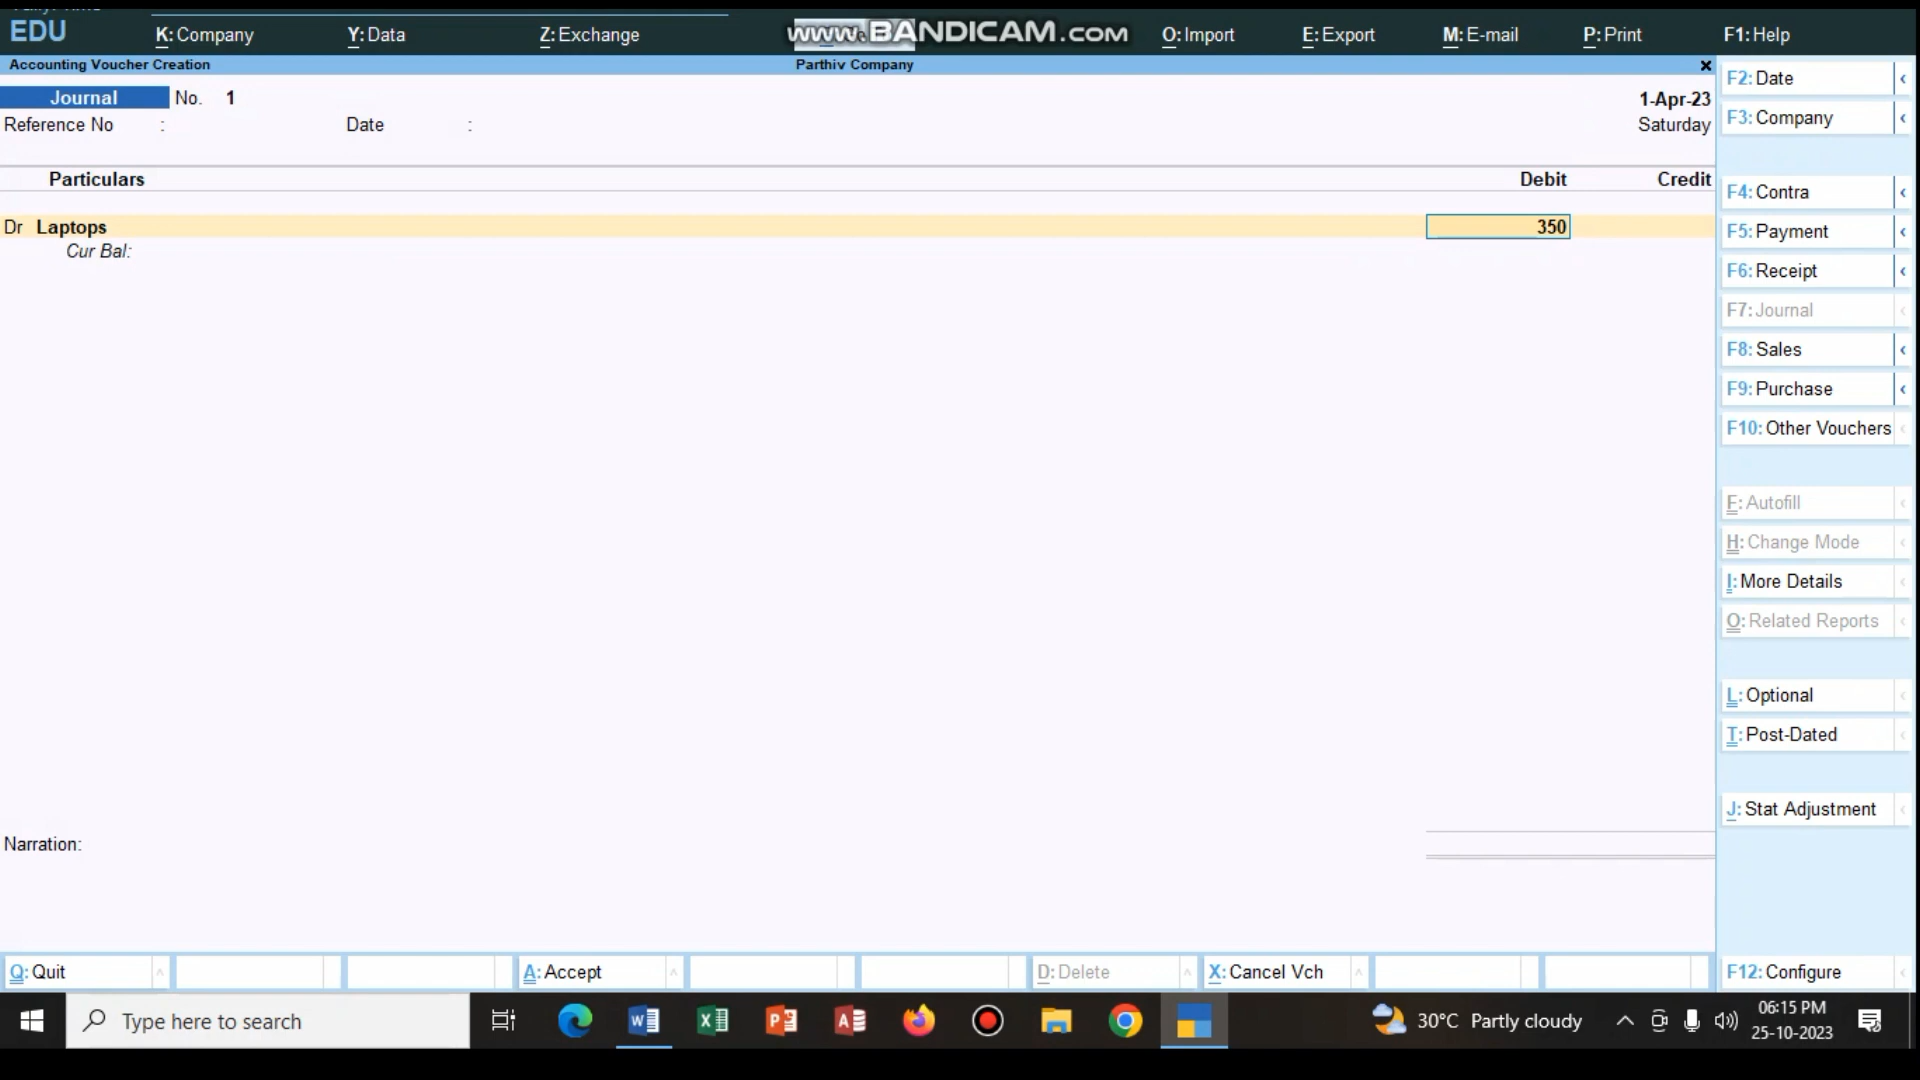 EDU
K: Company
Y: Data
Z: Exchange
www.BANDICAM.com
O: Import
E: Export
M: E-mail
P: Print
F1: Help
Accounting Voucher Creation
Parthiv Company
×
Journal
No. 1
1-Apr-23
Reference No :
Date :
Saturday
Particulars
Debit
Credit
Dr Laptops
350
Cur Bal:
Narration:
F2: Date
F3: Company
F4: Contra
F5: Payment
F6: Receipt
F7: Journal
F8: Sales
F9: Purchase
F10: Other Vouchers
F: Autofill
H: Change Mode
I: More Details
O: Related Reports
L: Optional
T: Post-Dated
J: Stat Adjustment
F12: Configure
Q: Quit
A: Accept
D: Delete
X: Cancel Vch
Type here to search
30°C Partly cloudy
06:15 PM
25-10-2023